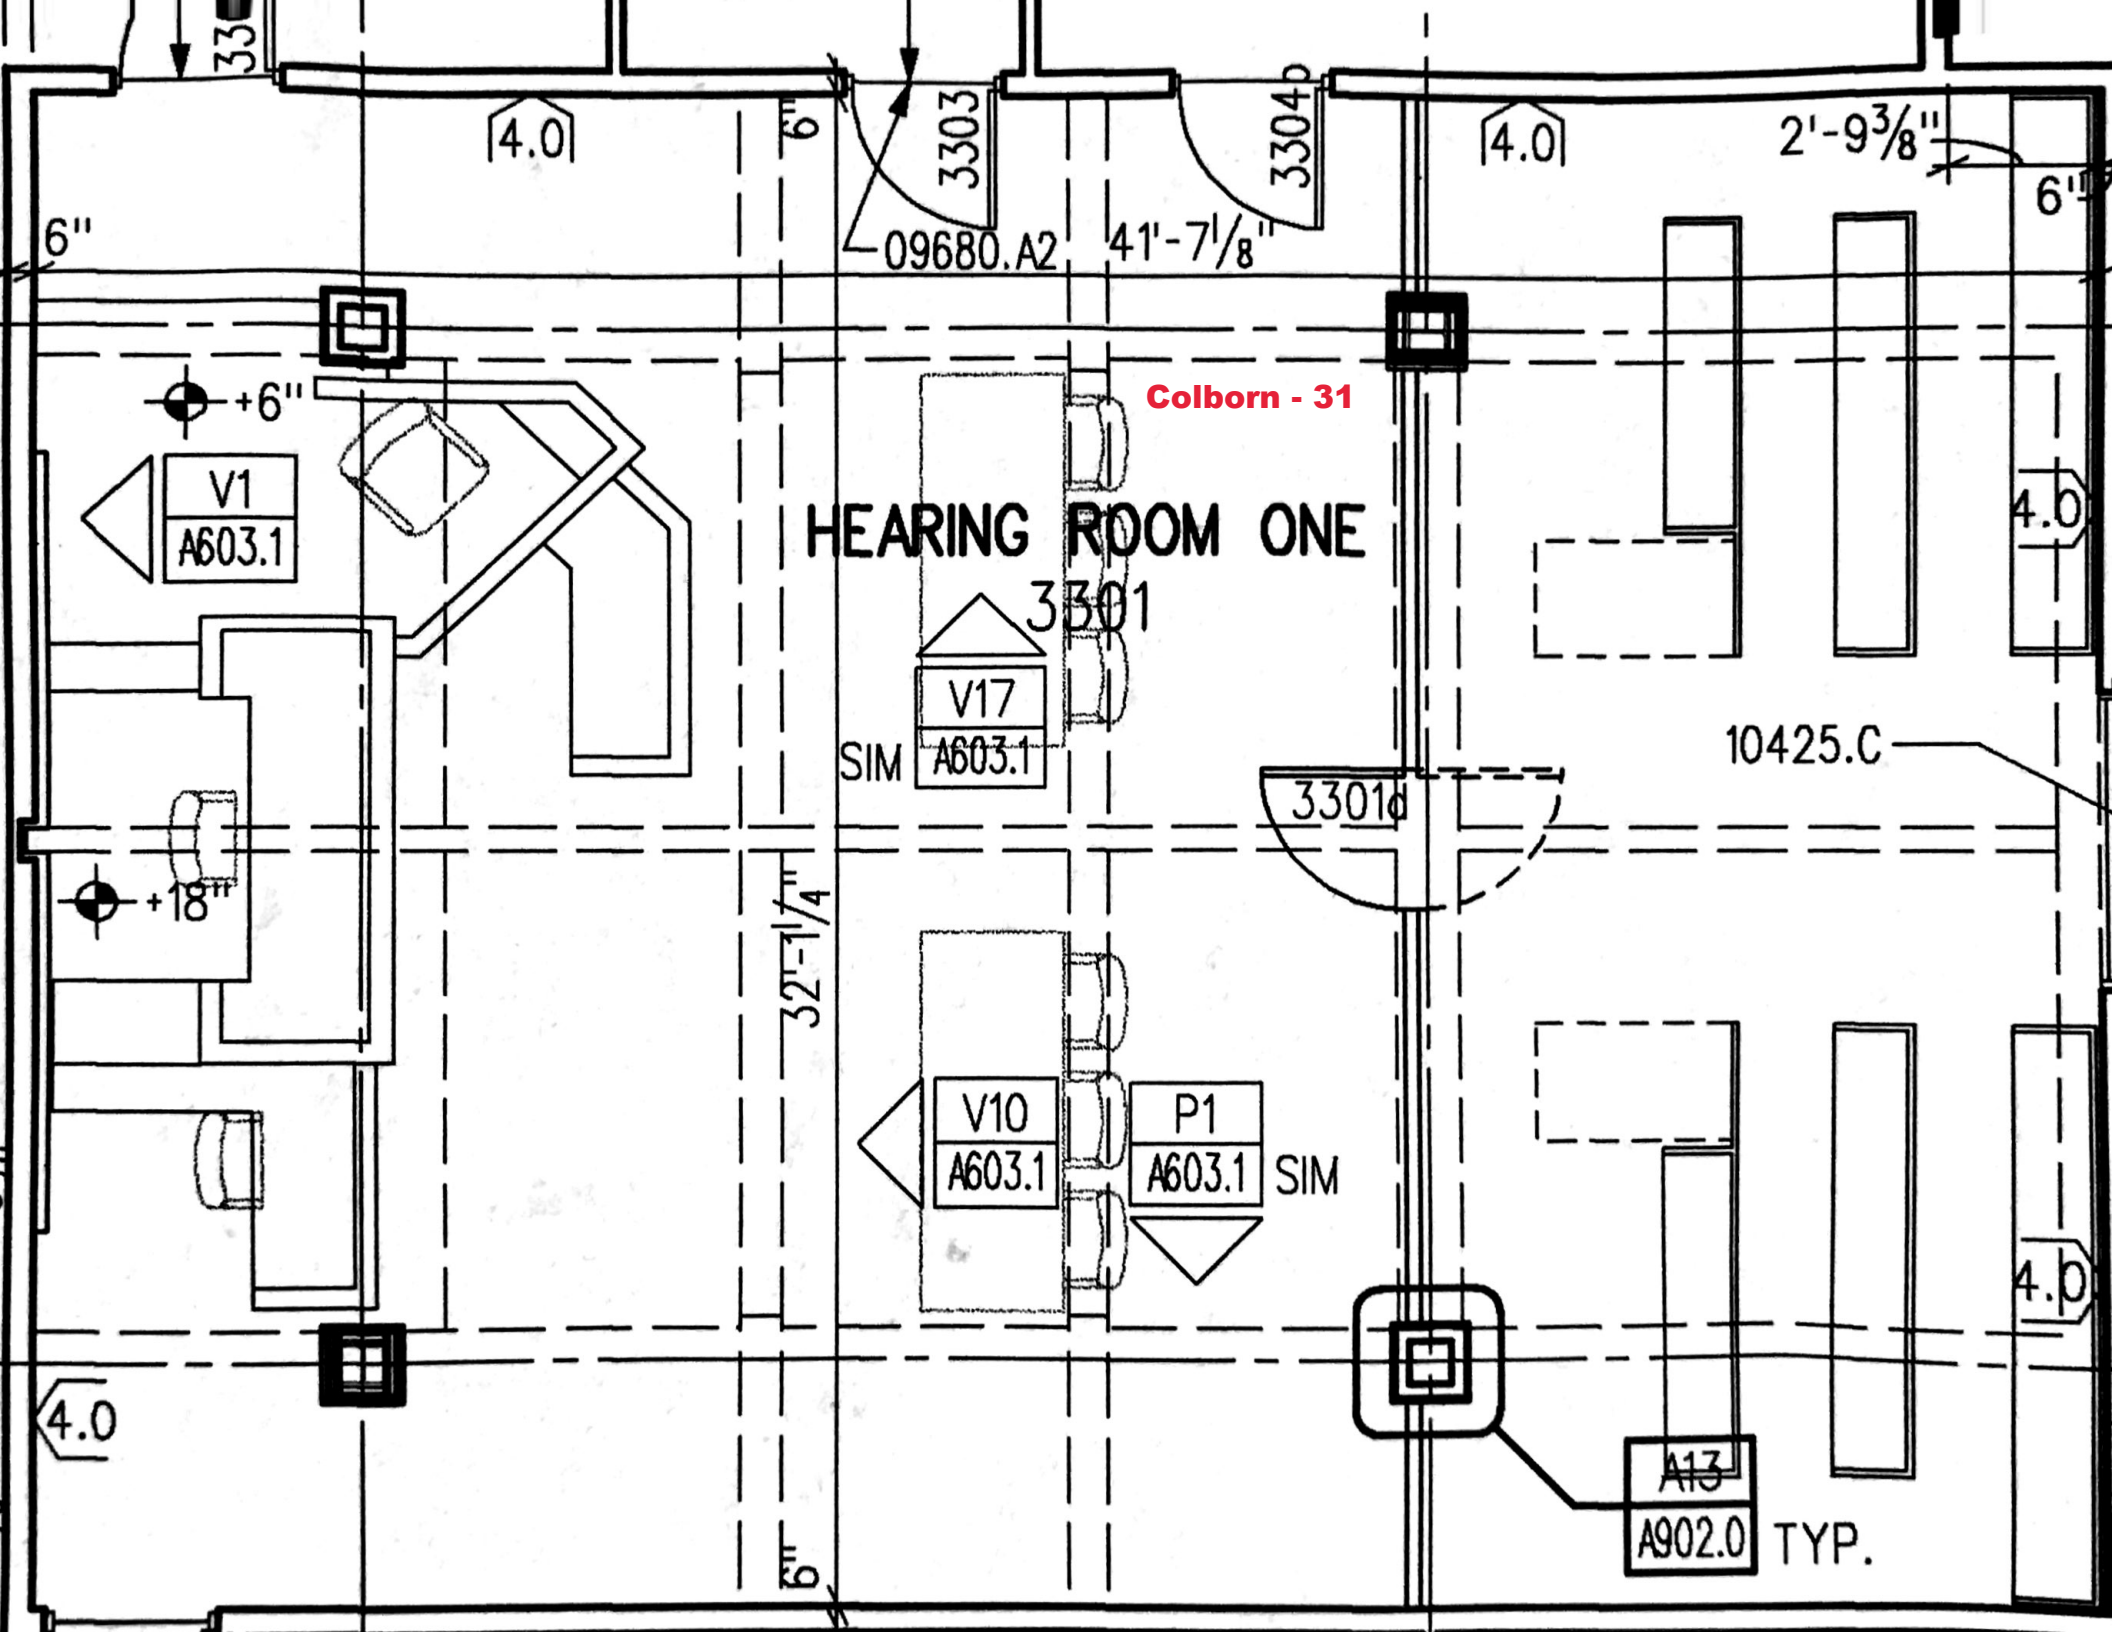 33
6"
3303
3304b
4.0
4.0
2'-9 3/8"
6"
6"
09680.A2
41'-7 1/8"
+6"
Colborn - 31
V1
A603.1
4.0
HEARING ROOM ONE
3301
V17
A603.1
SIM
10425.C
3301d
+18"
32'-1 1/4"
V10
A603.1
P1
A603.1
SIM
4.0
4.0
A13
A902.0
TYP.
6"